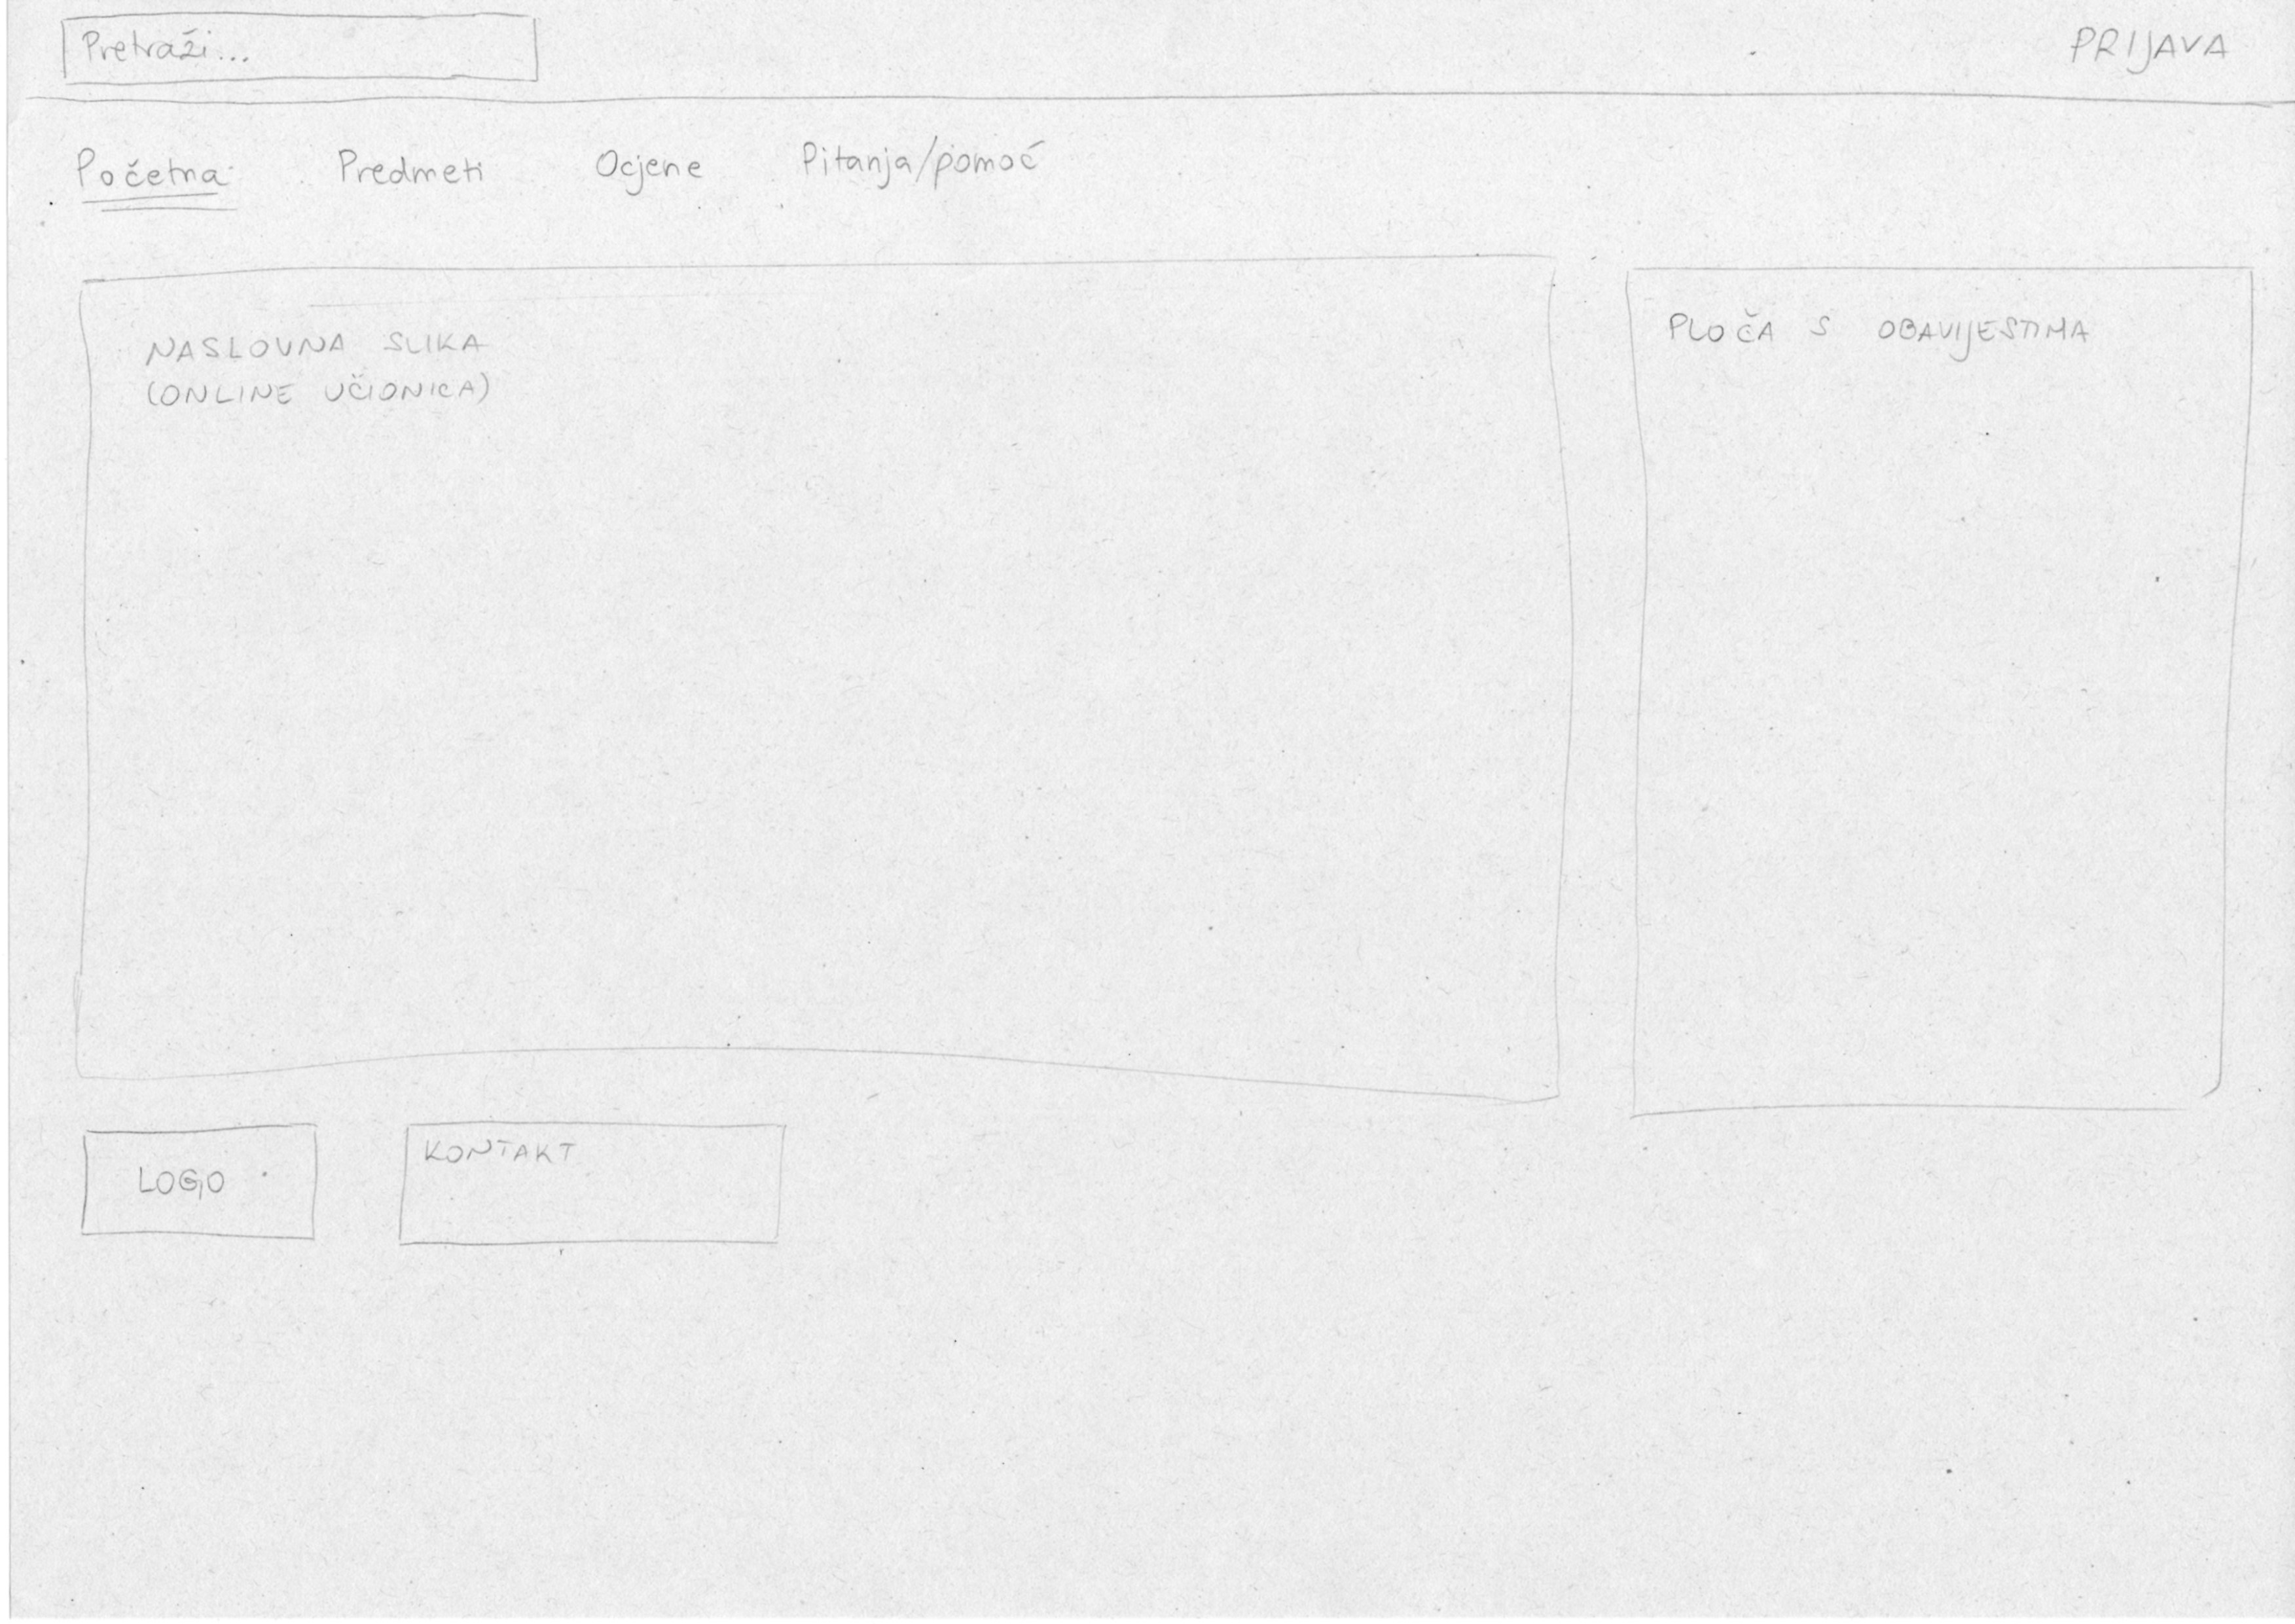 Pretraži...
PRIJAVA
Početna Predmeti Ocjene Pitanja/pomoć
NASLOVNA SLIKA
(ONLINE UČIONICA)
PLOČA S OBAVIJESTIMA
LOGO
KONTAKT